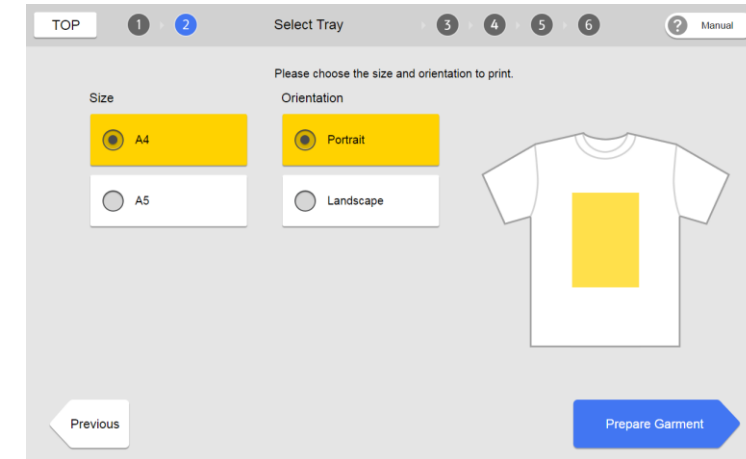 TOP 1 2 Select Tray 3 4 5 6 ? Manual
Please choose the size and orientation to print.
Size Orientation
A4 Portrait
A5 Landscape
Previous Prepare Garment